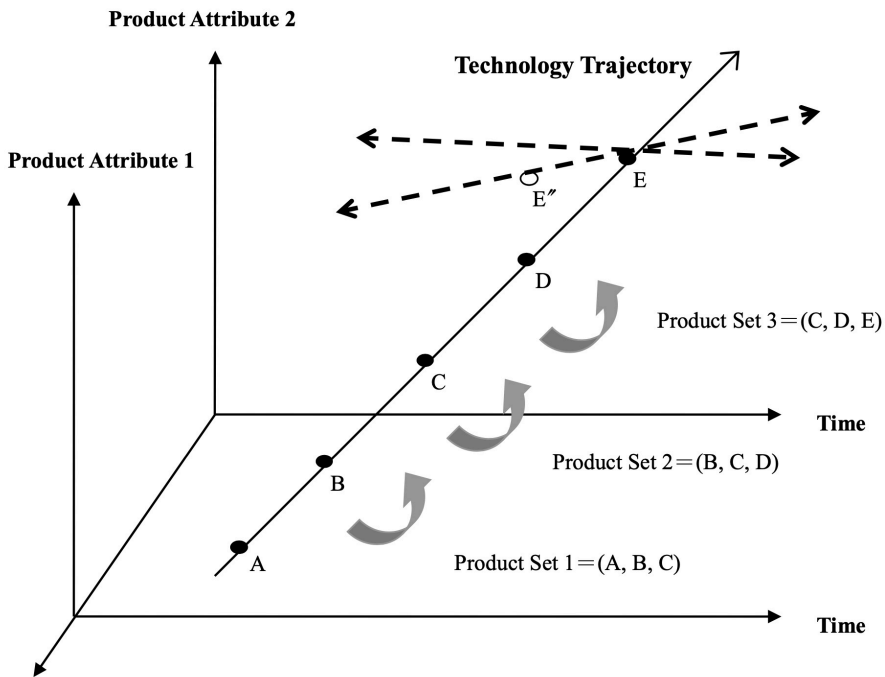 Product Attribute 2
Technology Trajectory
Product Attribute 1
E
E″
D
Product Set 3=(C, D, E)
C
Time
Product Set 2=(B, C, D)
B
A
Product Set 1=(A, B, C)
Time